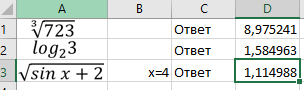 A B C D
1 ∛723 Ответ 8,975241
2 log₂3 Ответ 1,584963
3 √(sin x + 2) x=4 Ответ 1,114988